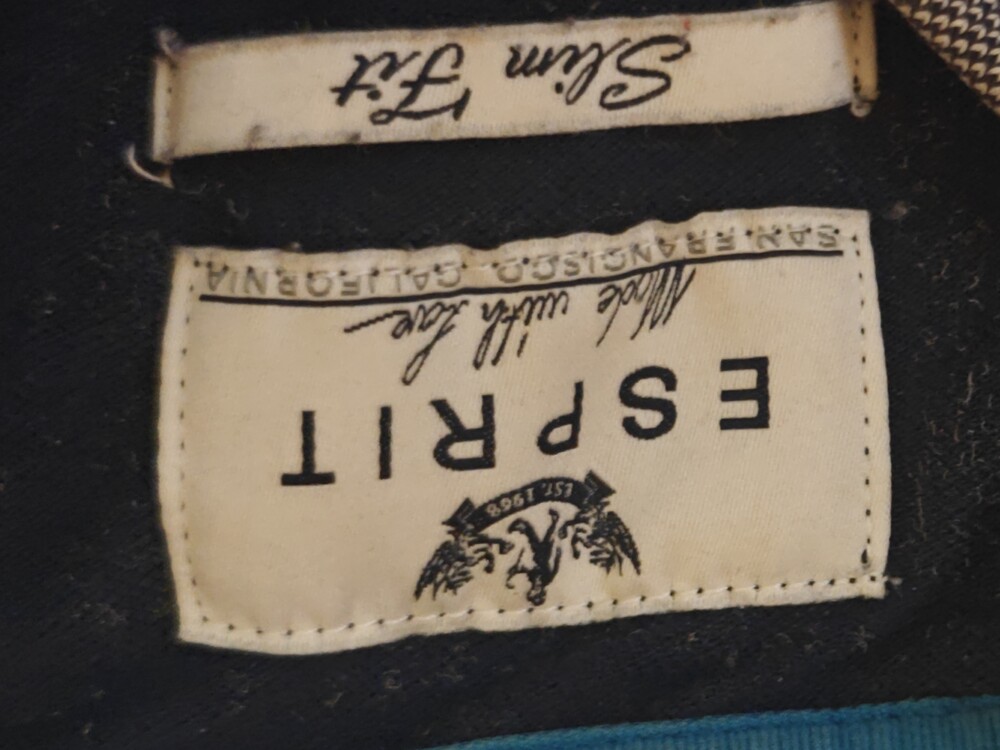 EST. 1968
ESPRIT
Made with love
SAN FRANCISCO, CALIFORNIA
Slim Fit